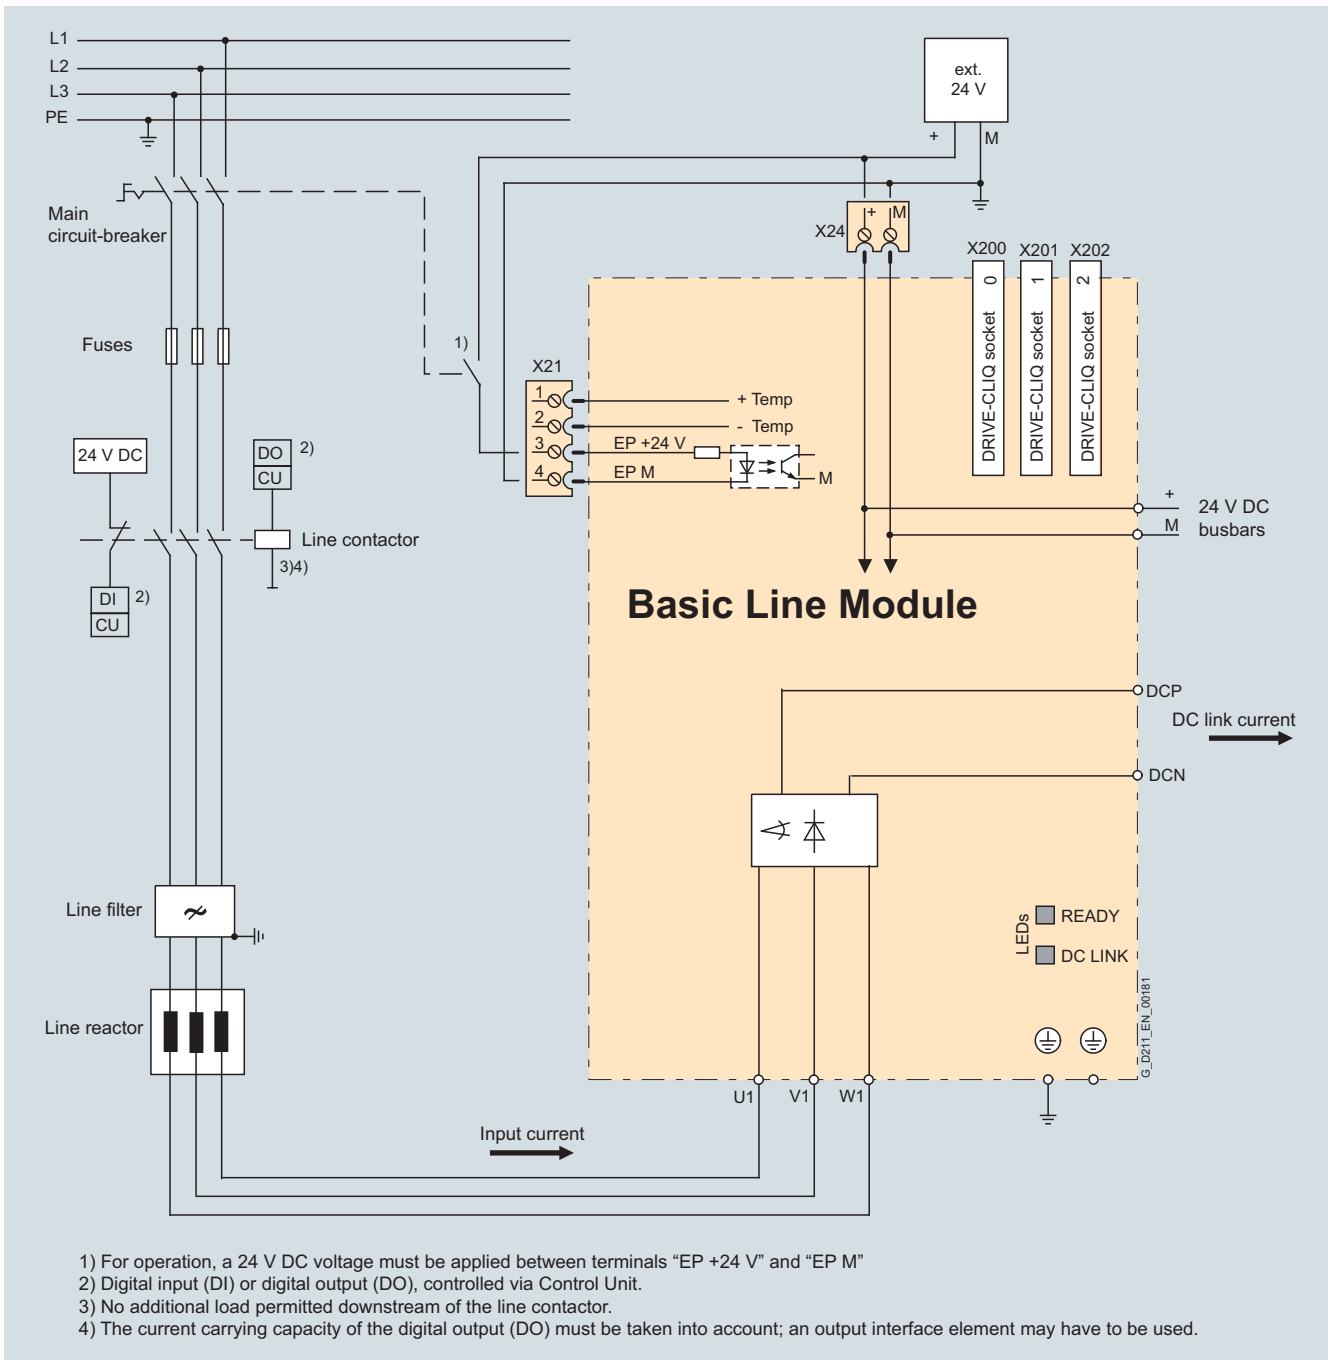 L1
L2
L3
PE
ext.
24 V
+
M
Main
circuit-breaker
X24
+
M
X200
X201
X202
DRIVE-CLiQ socket 0
DRIVE-CLiQ socket 1
DRIVE-CLiQ socket 2
Fuses
1)
X21
1
2
3
4
+ Temp
- Temp
EP +24 V
EP M
M
24 V DC
DO
CU
2)
Line contactor
3)4)
DI
CU
2)
+
M
24 V DC
busbars
Basic Line Module
DCP
DC link current
DCN
Line filter
LEDs
READY
DC LINK
Line reactor
G_D211_EN_00181
U1
V1
W1
Input current
1) For operation, a 24 V DC voltage must be applied between terminals “EP +24 V” and “EP M”
2) Digital input (DI) or digital output (DO), controlled via Control Unit.
3) No additional load permitted downstream of the line contactor.
4) The current carrying capacity of the digital output (DO) must be taken into account; an output interface element may have to be used.